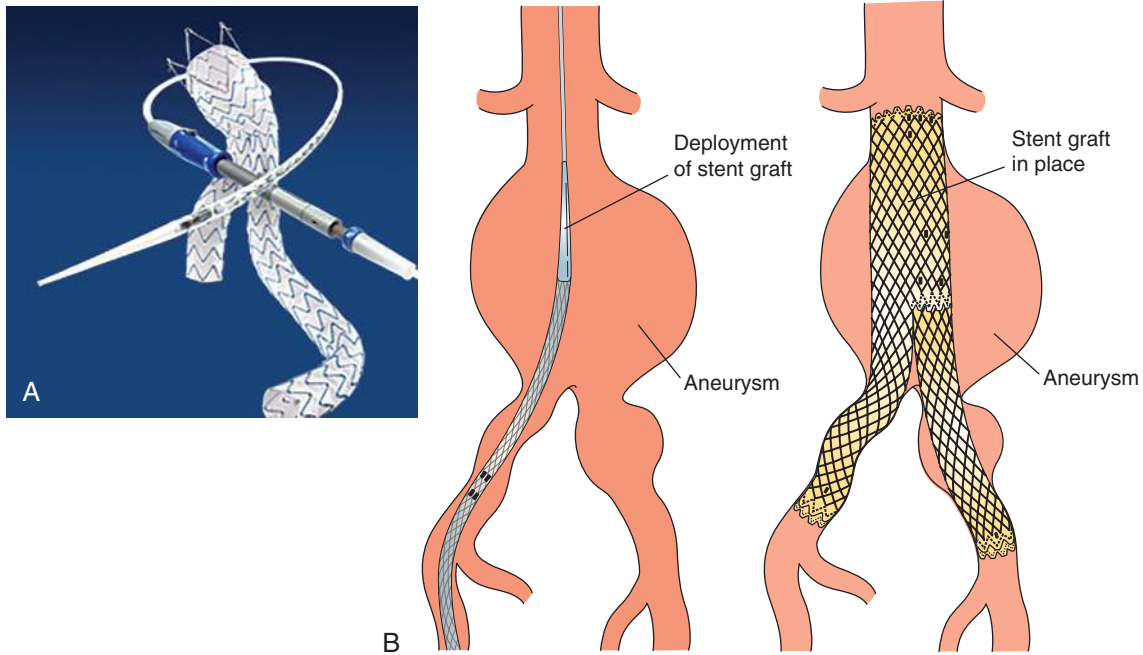 A
Deployment
of stent graft
Aneurysm
Stent graft
in place
Aneurysm
B